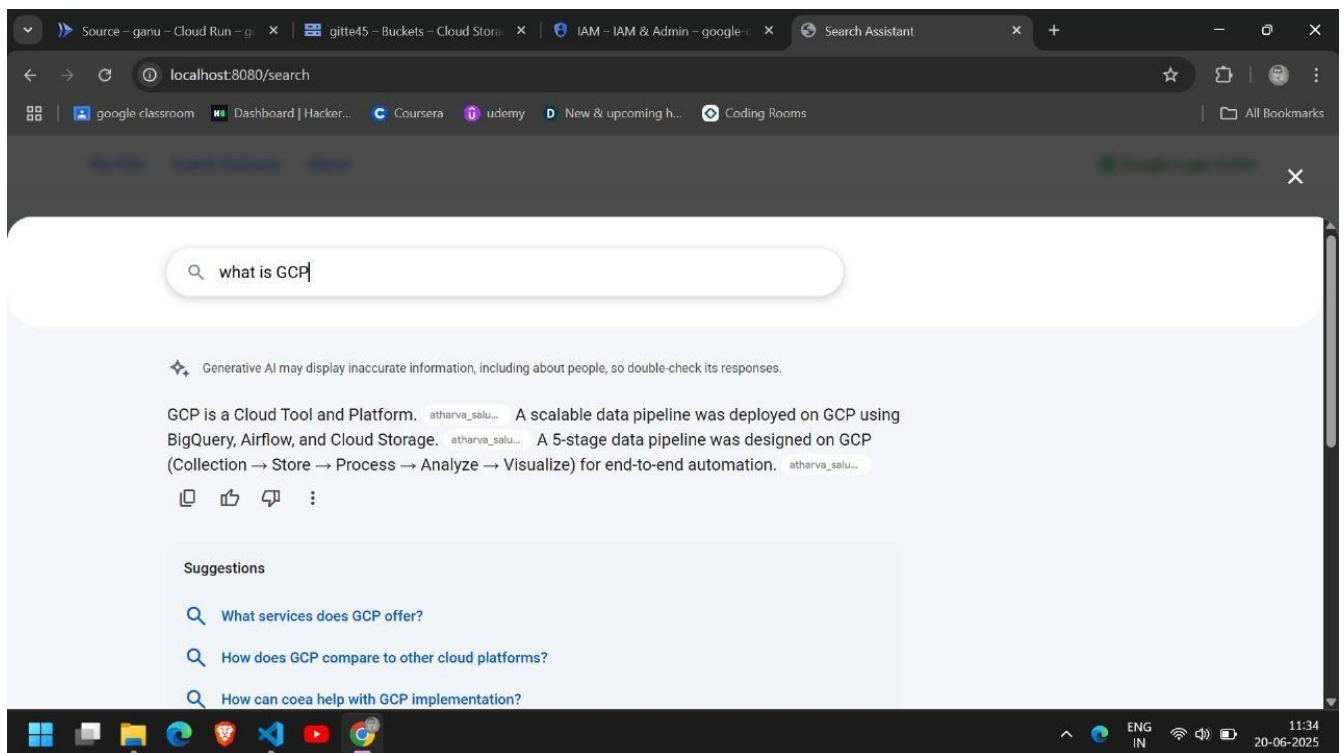 Source – ganu – Cloud Run – g
gitte45 – Buckets – Cloud Stora
IAM – IAM & Admin – google-c
Search Assistant
localhost:8080/search
google classroom
Dashboard | Hacker...
Coursera
udemy
New & upcoming h...
Coding Rooms
All Bookmarks
what is GCP
Generative AI may display inaccurate information, including about people, so double-check its responses.
GCP is a Cloud Tool and Platform. atharva_salu... A scalable data pipeline was deployed on GCP using
BigQuery, Airflow, and Cloud Storage. atharva_salu... A 5-stage data pipeline was designed on GCP
(Collection → Store → Process → Analyze → Visualize) for end-to-end automation. atharva_salu...
Suggestions
What services does GCP offer?
How does GCP compare to other cloud platforms?
How can coea help with GCP implementation?
ENG
IN
11:34
20-06-2025